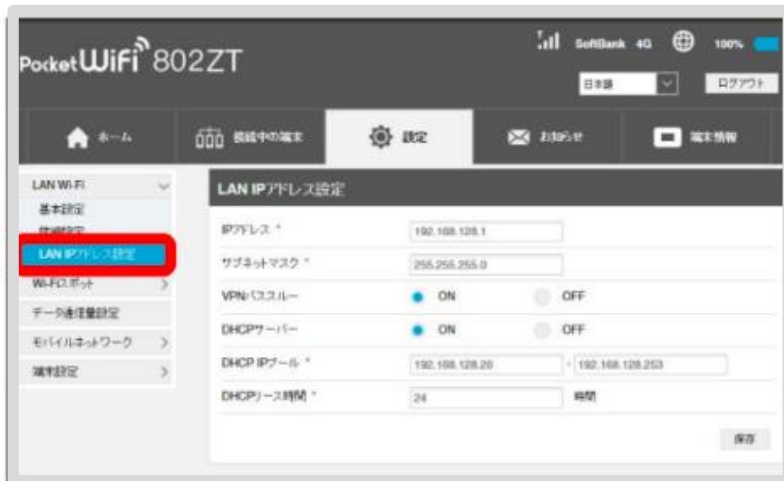 SoftBank 4G 100%
Pocket WiFi 802ZT
日本語 ログアウト
ホーム 接続中の端末 設定 お知らせ 端末情報
LAN Wi-Fi
基本設定
詳細設定
LAN IPアドレス設定
Wi-Fiスポット
データ通信量設定
モバイルネットワーク
端末設定
LAN IPアドレス設定
IPアドレス * 192.168.128.1
サブネットマスク * 255.255.255.0
VPNパススルー ON OFF
DHCPサーバー ON OFF
DHCP IPプール * 192.168.128.20 - 192.168.128.253
DHCPリース時間 * 24 時間
保存